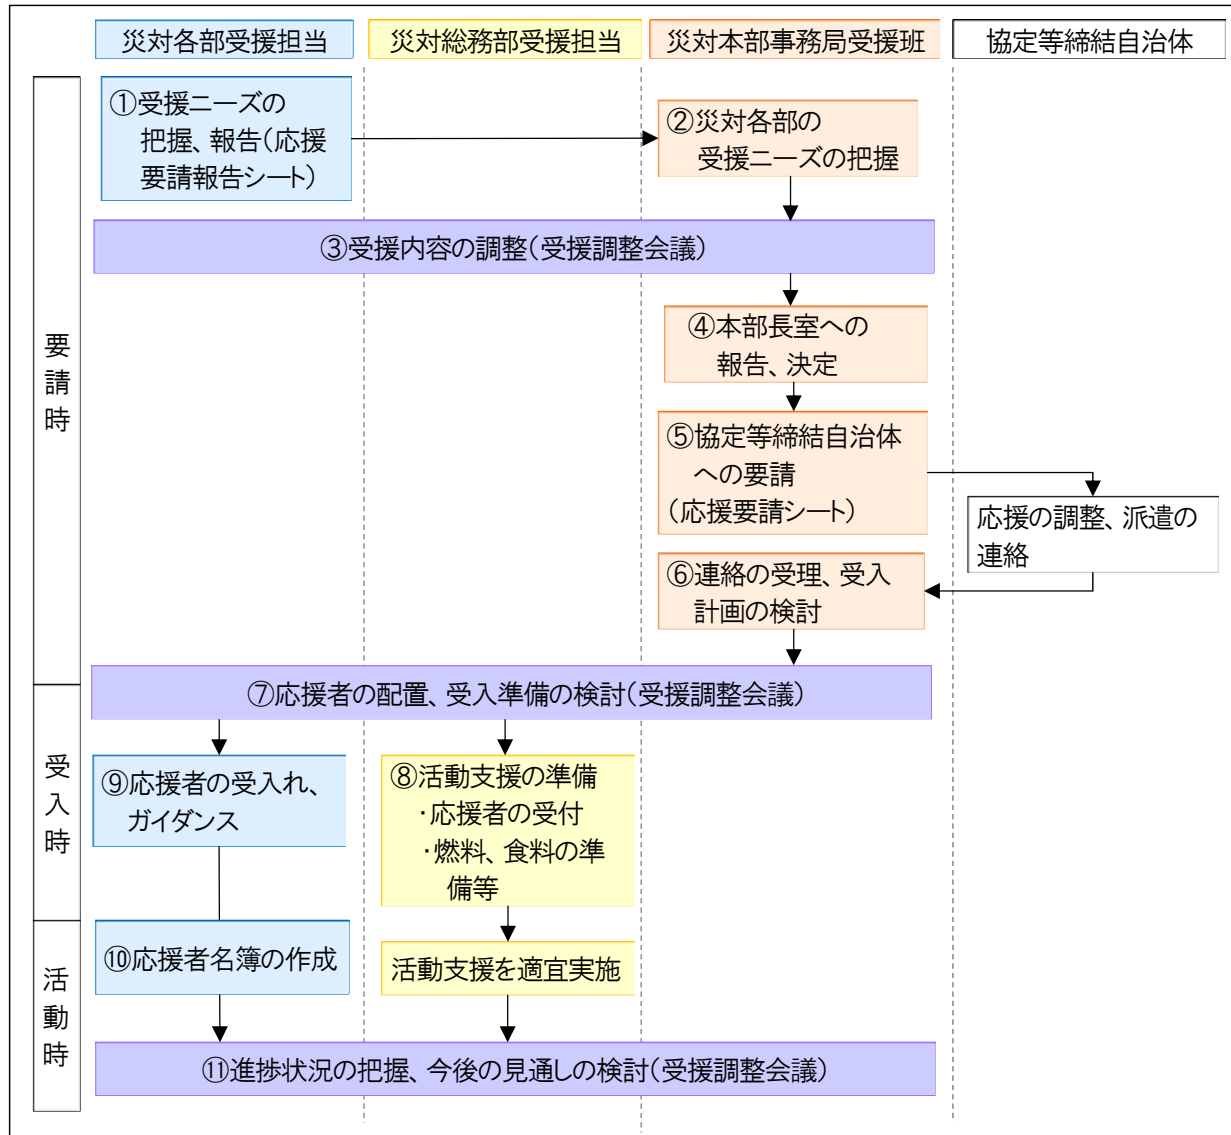 災対各部受援担当
災対総務部受援担当
災対本部事務局受援班
協定等締結自治体
要請時
①受援ニーズの
把握、報告(応援
要請報告シート)
②災対各部の
受援ニーズの把握
③受援内容の調整(受援調整会議)
④本部長室への
報告、決定
⑤協定等締結自治体
への要請
(応援要請シート)
応援の調整、派遣の
連絡
⑥連絡の受理、受入
計画の検討
⑦応援者の配置、受入準備の検討(受援調整会議)
受入時
⑨応援者の受入れ、
ガイダンス
⑧活動支援の準備
・応援者の受付
・燃料、食料の準
備等
活動時
⑩応援者名簿の作成
活動支援を適宜実施
⑪進捗状況の把握、今後の見通しの検討(受援調整会議)